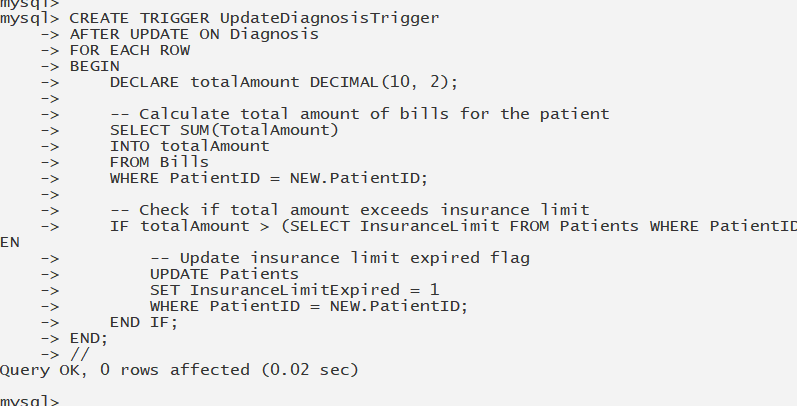 mysql>
mysql> CREATE TRIGGER UpdateDiagnosisTrigger
    -> AFTER UPDATE ON Diagnosis
    -> FOR EACH ROW
    -> BEGIN
    ->     DECLARE totalAmount DECIMAL(10, 2);
    ->
    ->     -- Calculate total amount of bills for the patient
    ->     SELECT SUM(TotalAmount)
    ->     INTO totalAmount
    ->     FROM Bills
    ->     WHERE PatientID = NEW.PatientID;
    ->
    ->     -- Check if total amount exceeds insurance limit
    ->     IF totalAmount > (SELECT InsuranceLimit FROM Patients WHERE PatientID
EN
    ->         -- Update insurance limit expired flag
    ->         UPDATE Patients
    ->         SET InsuranceLimitExpired = 1
    ->         WHERE PatientID = NEW.PatientID;
    ->     END IF;
    -> END;
    -> //
Query OK, 0 rows affected (0.02 sec)

mysql>